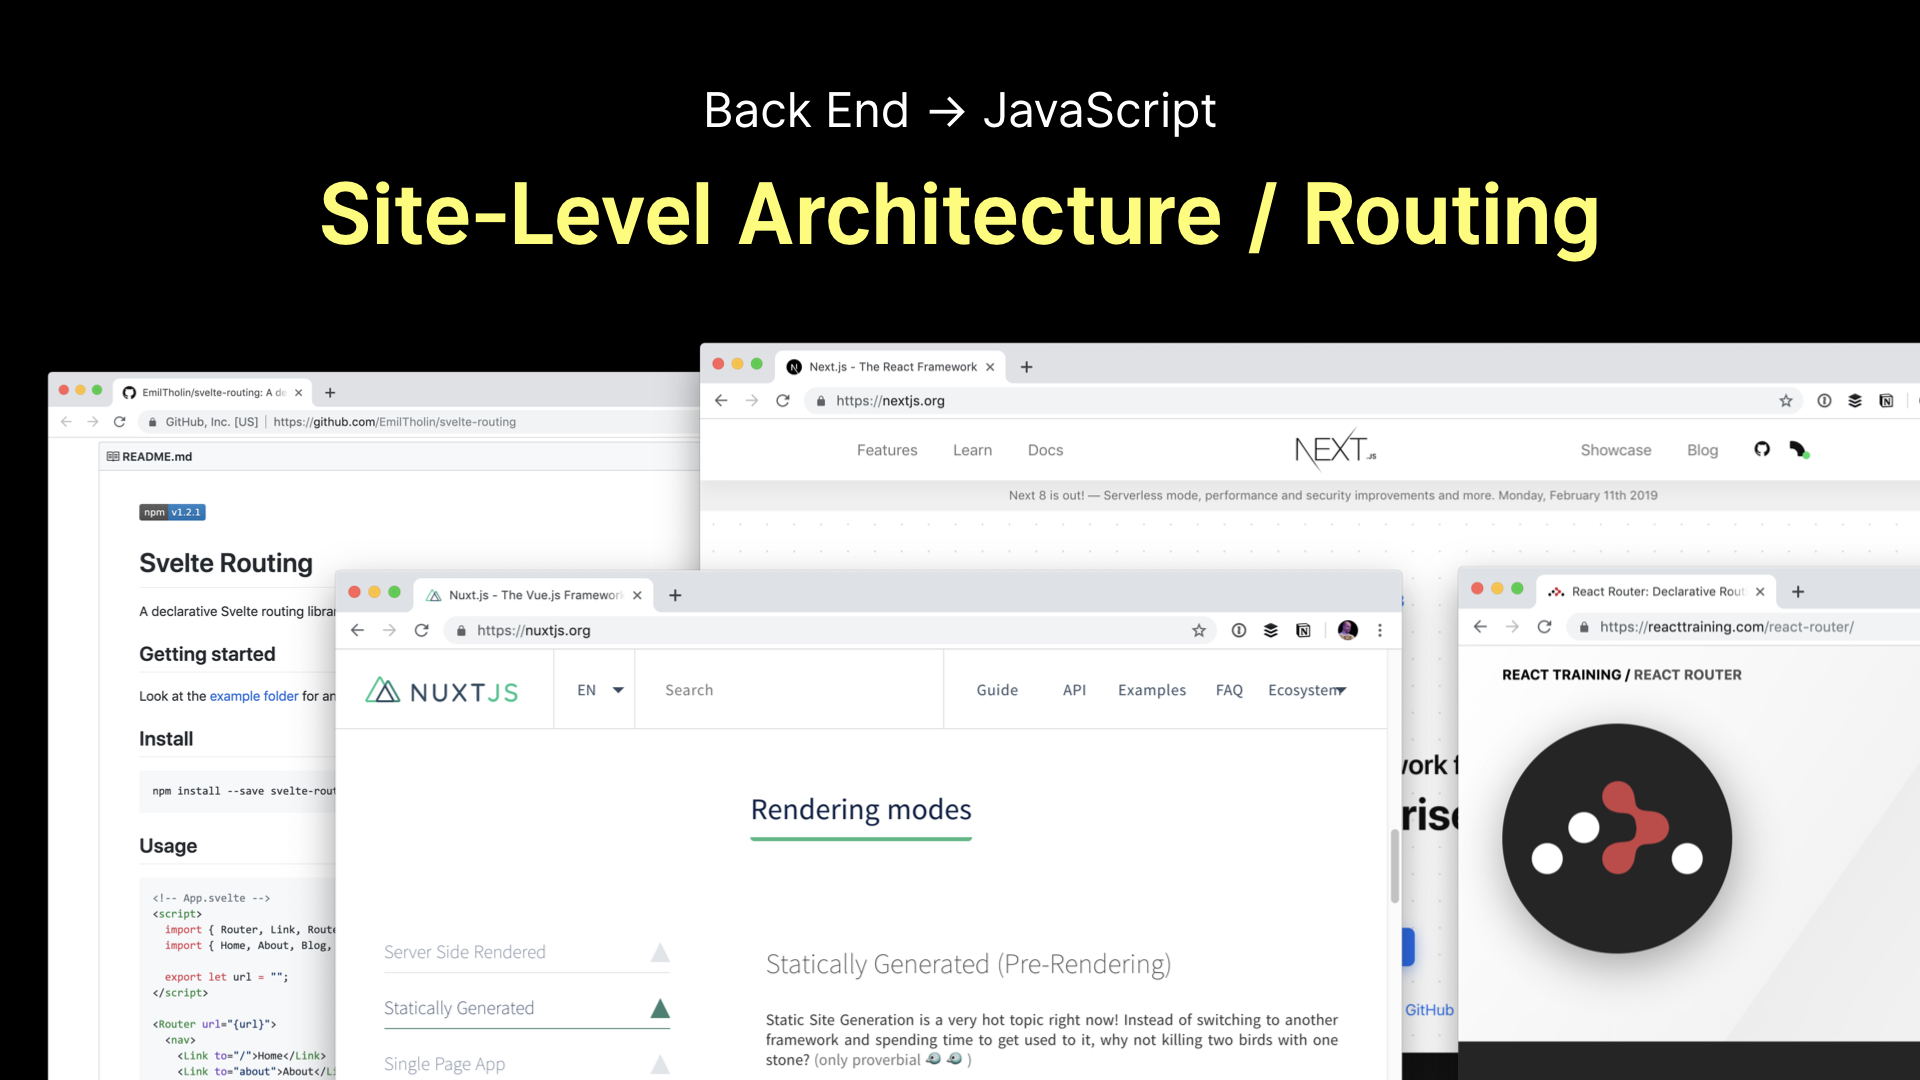 Back End → JavaScript
Site-Level Architecture / Routing
EmilTholin/svelte-routing: A de
GitHub, Inc. [US] | https://github.com/EmilTholin/svelte-routing
README.md
npm v1.2.1
Svelte Routing
A declarative Svelte routing
Getting started
Look at the example folder for
Install
npm install --save
Usage
<!-- App.svelte -->
<script>
import { Router, Link,
import { Home, About, Blog,
export let url = "";
</script>
<Router url="{url}">
<nav>
<Link to="/">Home</Link>
<Link to="about">About</
Next.js - The React Framework
https://nextjs.org
Features Learn Docs
NEXT.JS
Showcase Blog
Next 8 is out! — Serverless mode, performance and security improvements and more. Monday, February 11th 2019
GitHub
Nuxt.js - The Vue.js Framework
https://nuxtjs.org
NUXTJS
EN
Search
Guide API Examples FAQ Ecosystem
Rendering modes
Server Side Rendered
Statically Generated
Single Page App
Statically Generated (Pre-Rendering)
Static Site Generation is a very hot topic right now! Instead of switching to another
framework and spending time to get used to it, why not killing two birds with one
stone? (only proverbial )
React Router: Declarative Rout
https://reacttraining.com/react-router/
REACT TRAINING / REACT ROUTER